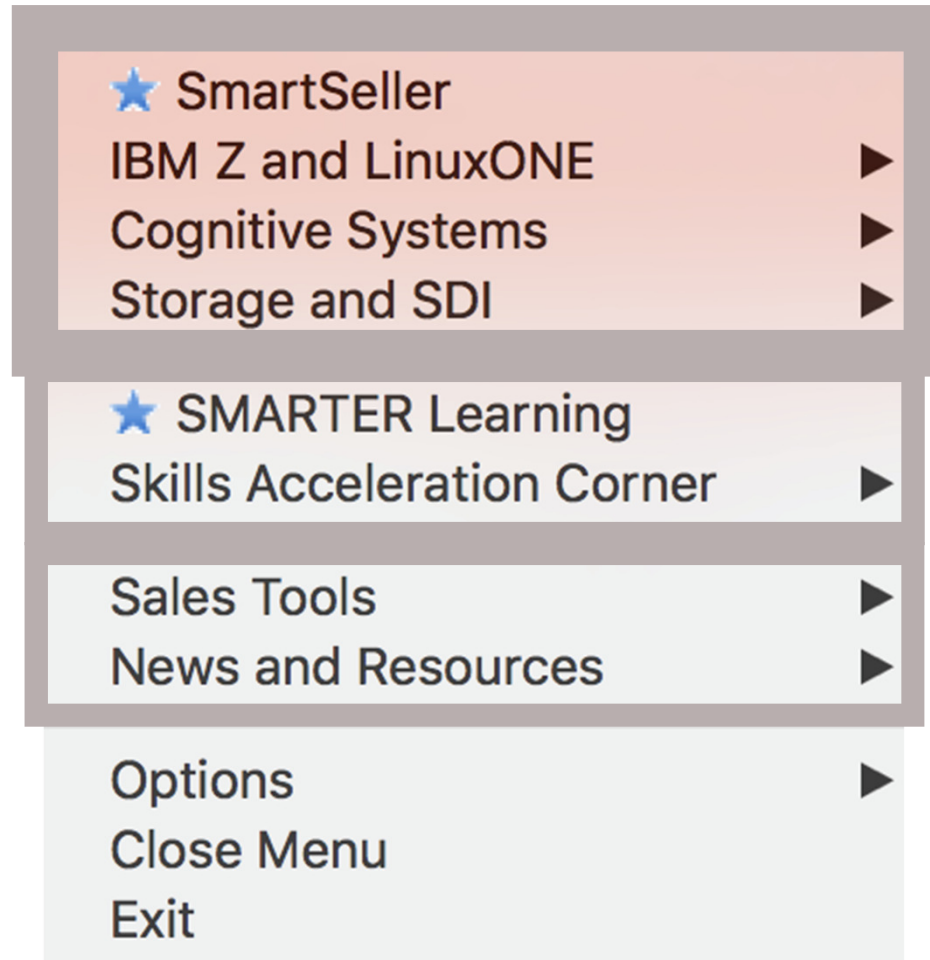 SmartSeller
IBM Z and LinuxONE
Cognitive Systems
Storage and SDI
SMARTER Learning
Skills Acceleration Corner
Sales Tools
News and Resources
Options
Close Menu
Exit